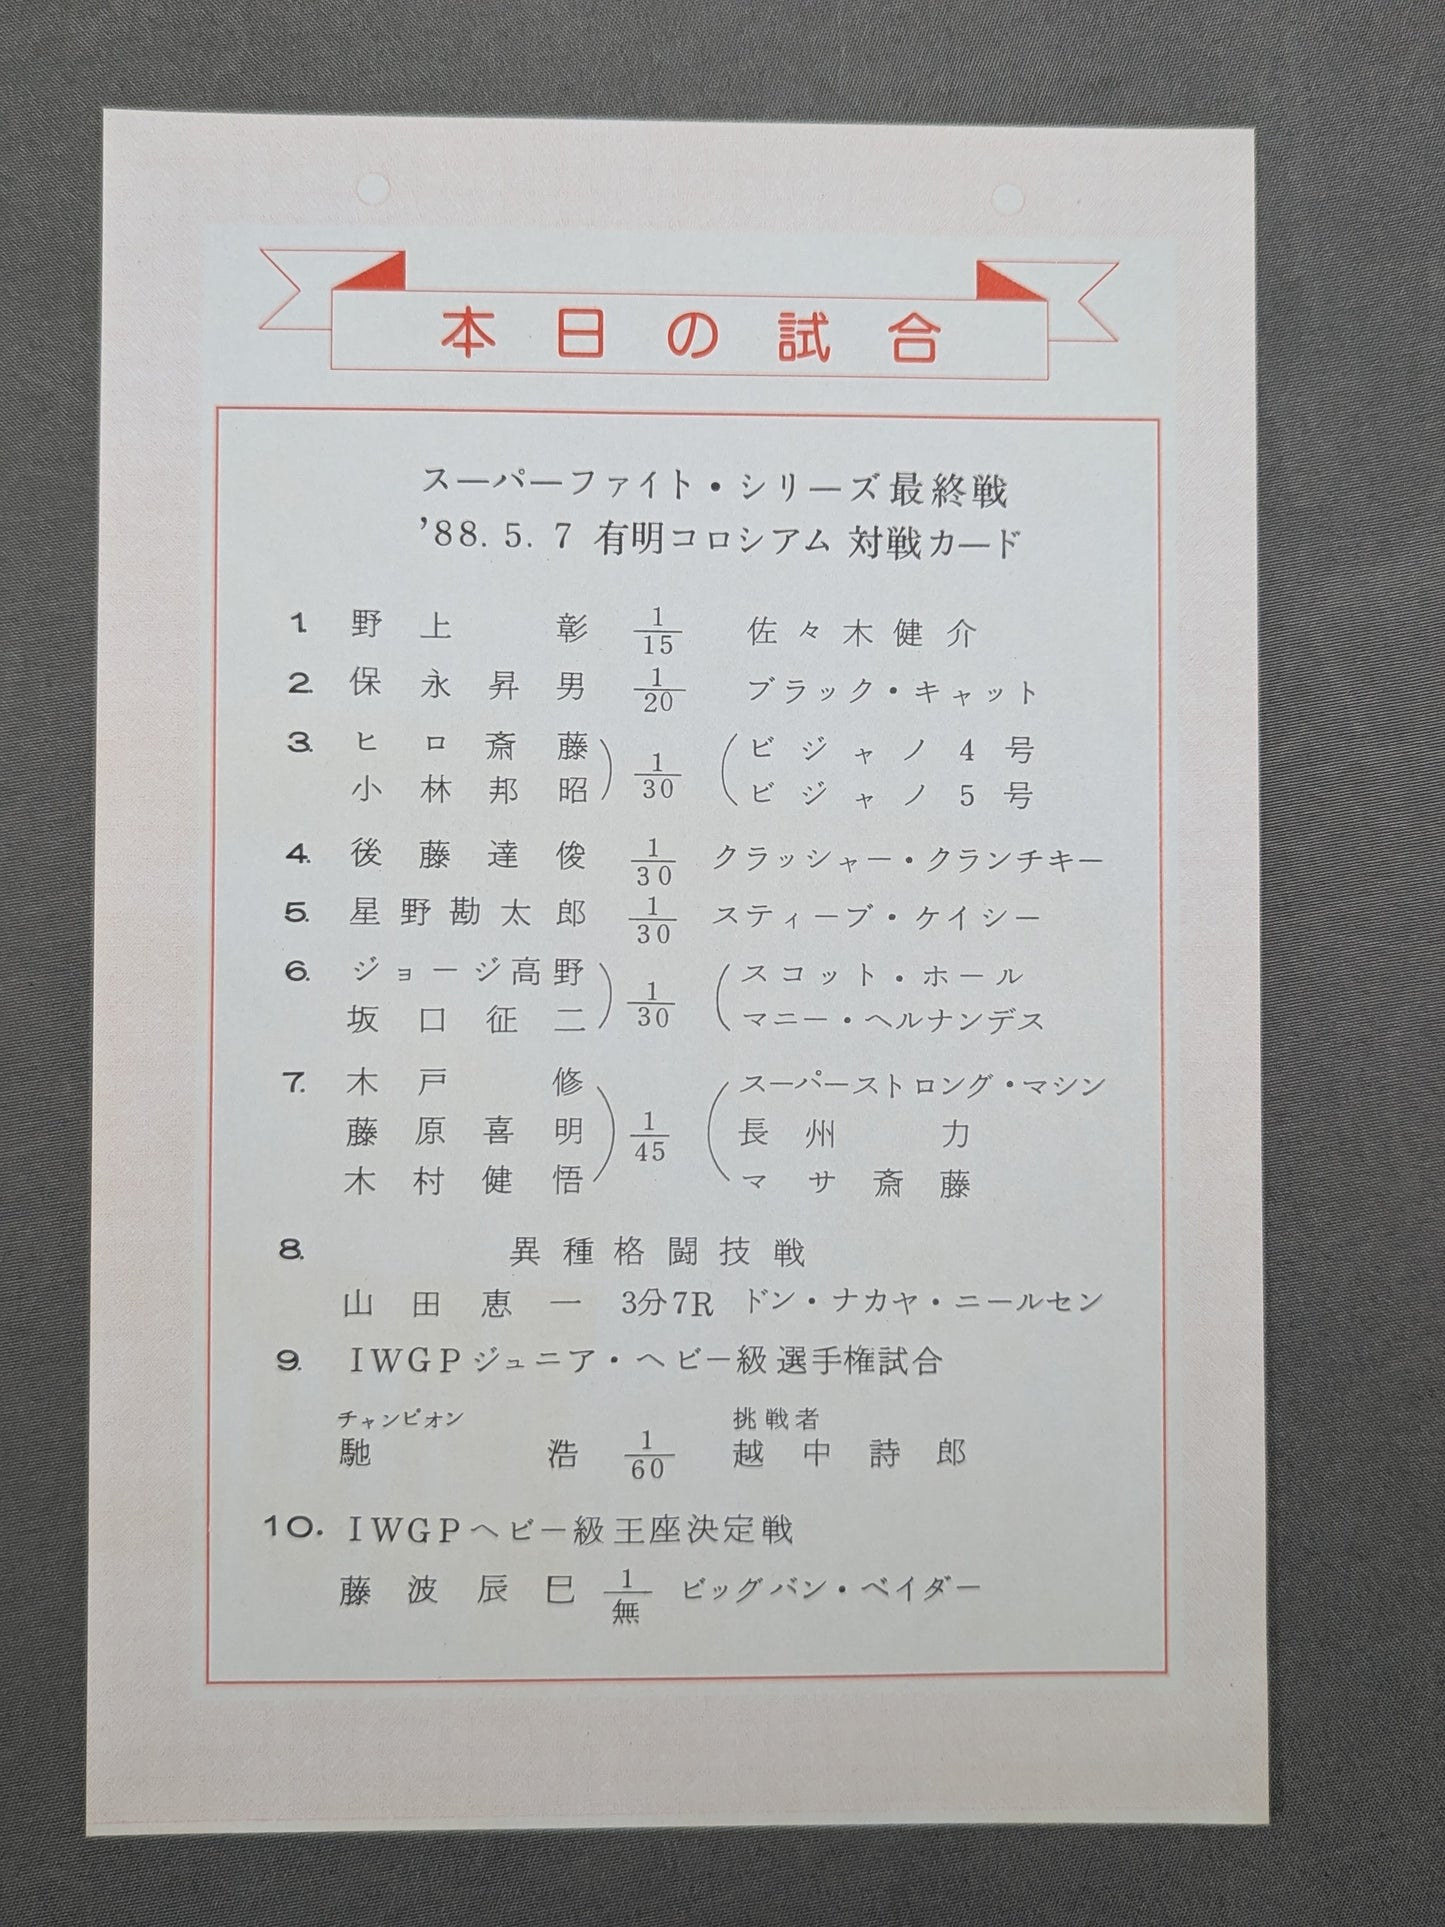 本日の試合
スーパーファイト・シリーズ最終戦
'88.5.7 有明コロシアム 対戦カード
1. 野上 彰 1/15 佐々木健介
2. 保永昇男 1/20 ブラック・キャット
3. ヒロ斎藤 小林邦昭 1/30 ビジャノ4号 ビジャノ5号
4. 後藤達俊 1/30 クラッシャー・クランチキー
5. 星野勘太郎 1/30 スティーブ・ケイシー
6. ジョージ高野 坂口征二 1/30 スコット・ホール マニー・ヘルナンデス
7. 木戸 修 藤原喜明 木村健悟 1/45 スーパーストロング・マシン 長州 力 マサ斎藤
8. 異種格闘技戦
山田恵一 3分7R ドン・ナカヤ・ニールセン
9. IWGPジュニア・ヘビー級選手権試合
チャンピオン 挑戦者
馳 浩 1/60 越中詩郎
10. IWGPヘビー級王座決定戦
藤波辰巳 1/無 ビッグバン・ベイダー